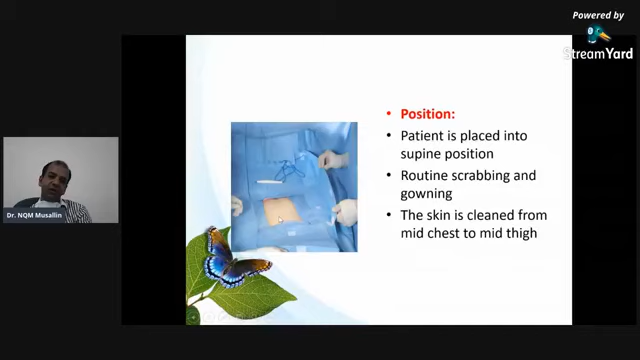 Powered by
StreamYard
• Position:
• Patient is placed into
supine position
• Routine scrabbing and
gowning
• The skin is cleaned from
mid chest to mid thigh
Dr. NQM Musallin